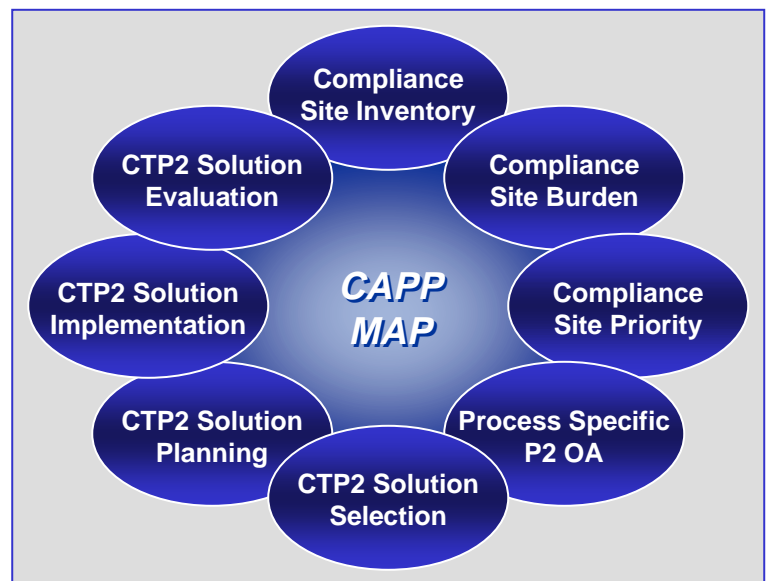 Compliance
Site Inventory
Compliance
Site Burden
Compliance
Site Priority
Process Specific
P2 OA
CTP2 Solution
Selection
CTP2 Solution
Planning
CTP2 Solution
Implementation
CTP2 Solution
Evaluation
CAPP
MAP